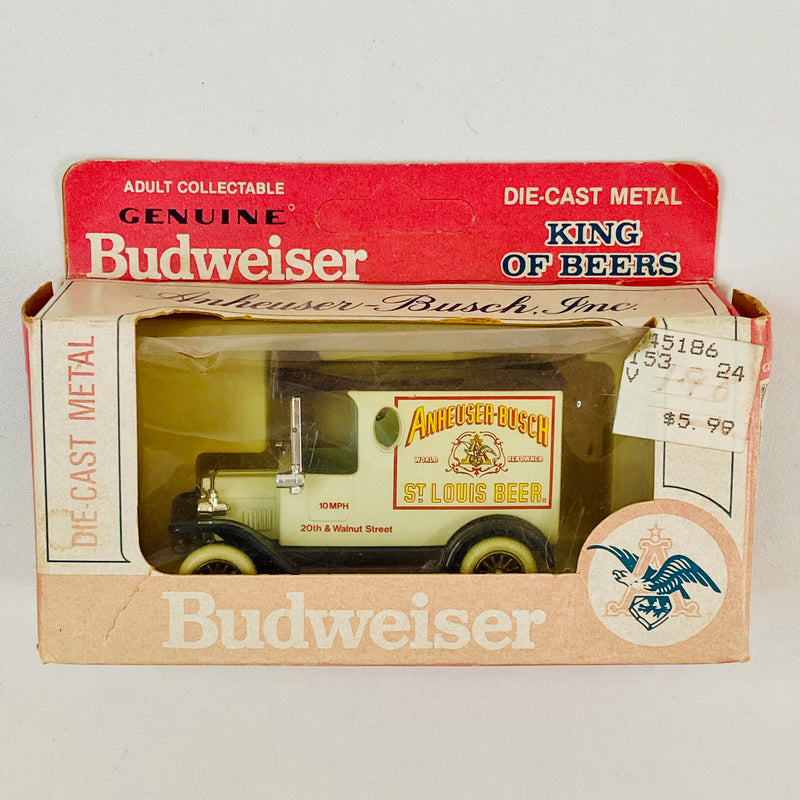 ADULT COLLECTABLE
GENUINE
Budweiser
DIE-CAST METAL
KING
OF BEERS
Anheuser-Busch, Inc.
DIE-CAST METAL
45186
153 24
V
$5.90
ANHEUSER-BUSCH
WORLD RENOWNED
ST. LOUIS BEER.
10MPH
20th & Walnut Street
Budweiser